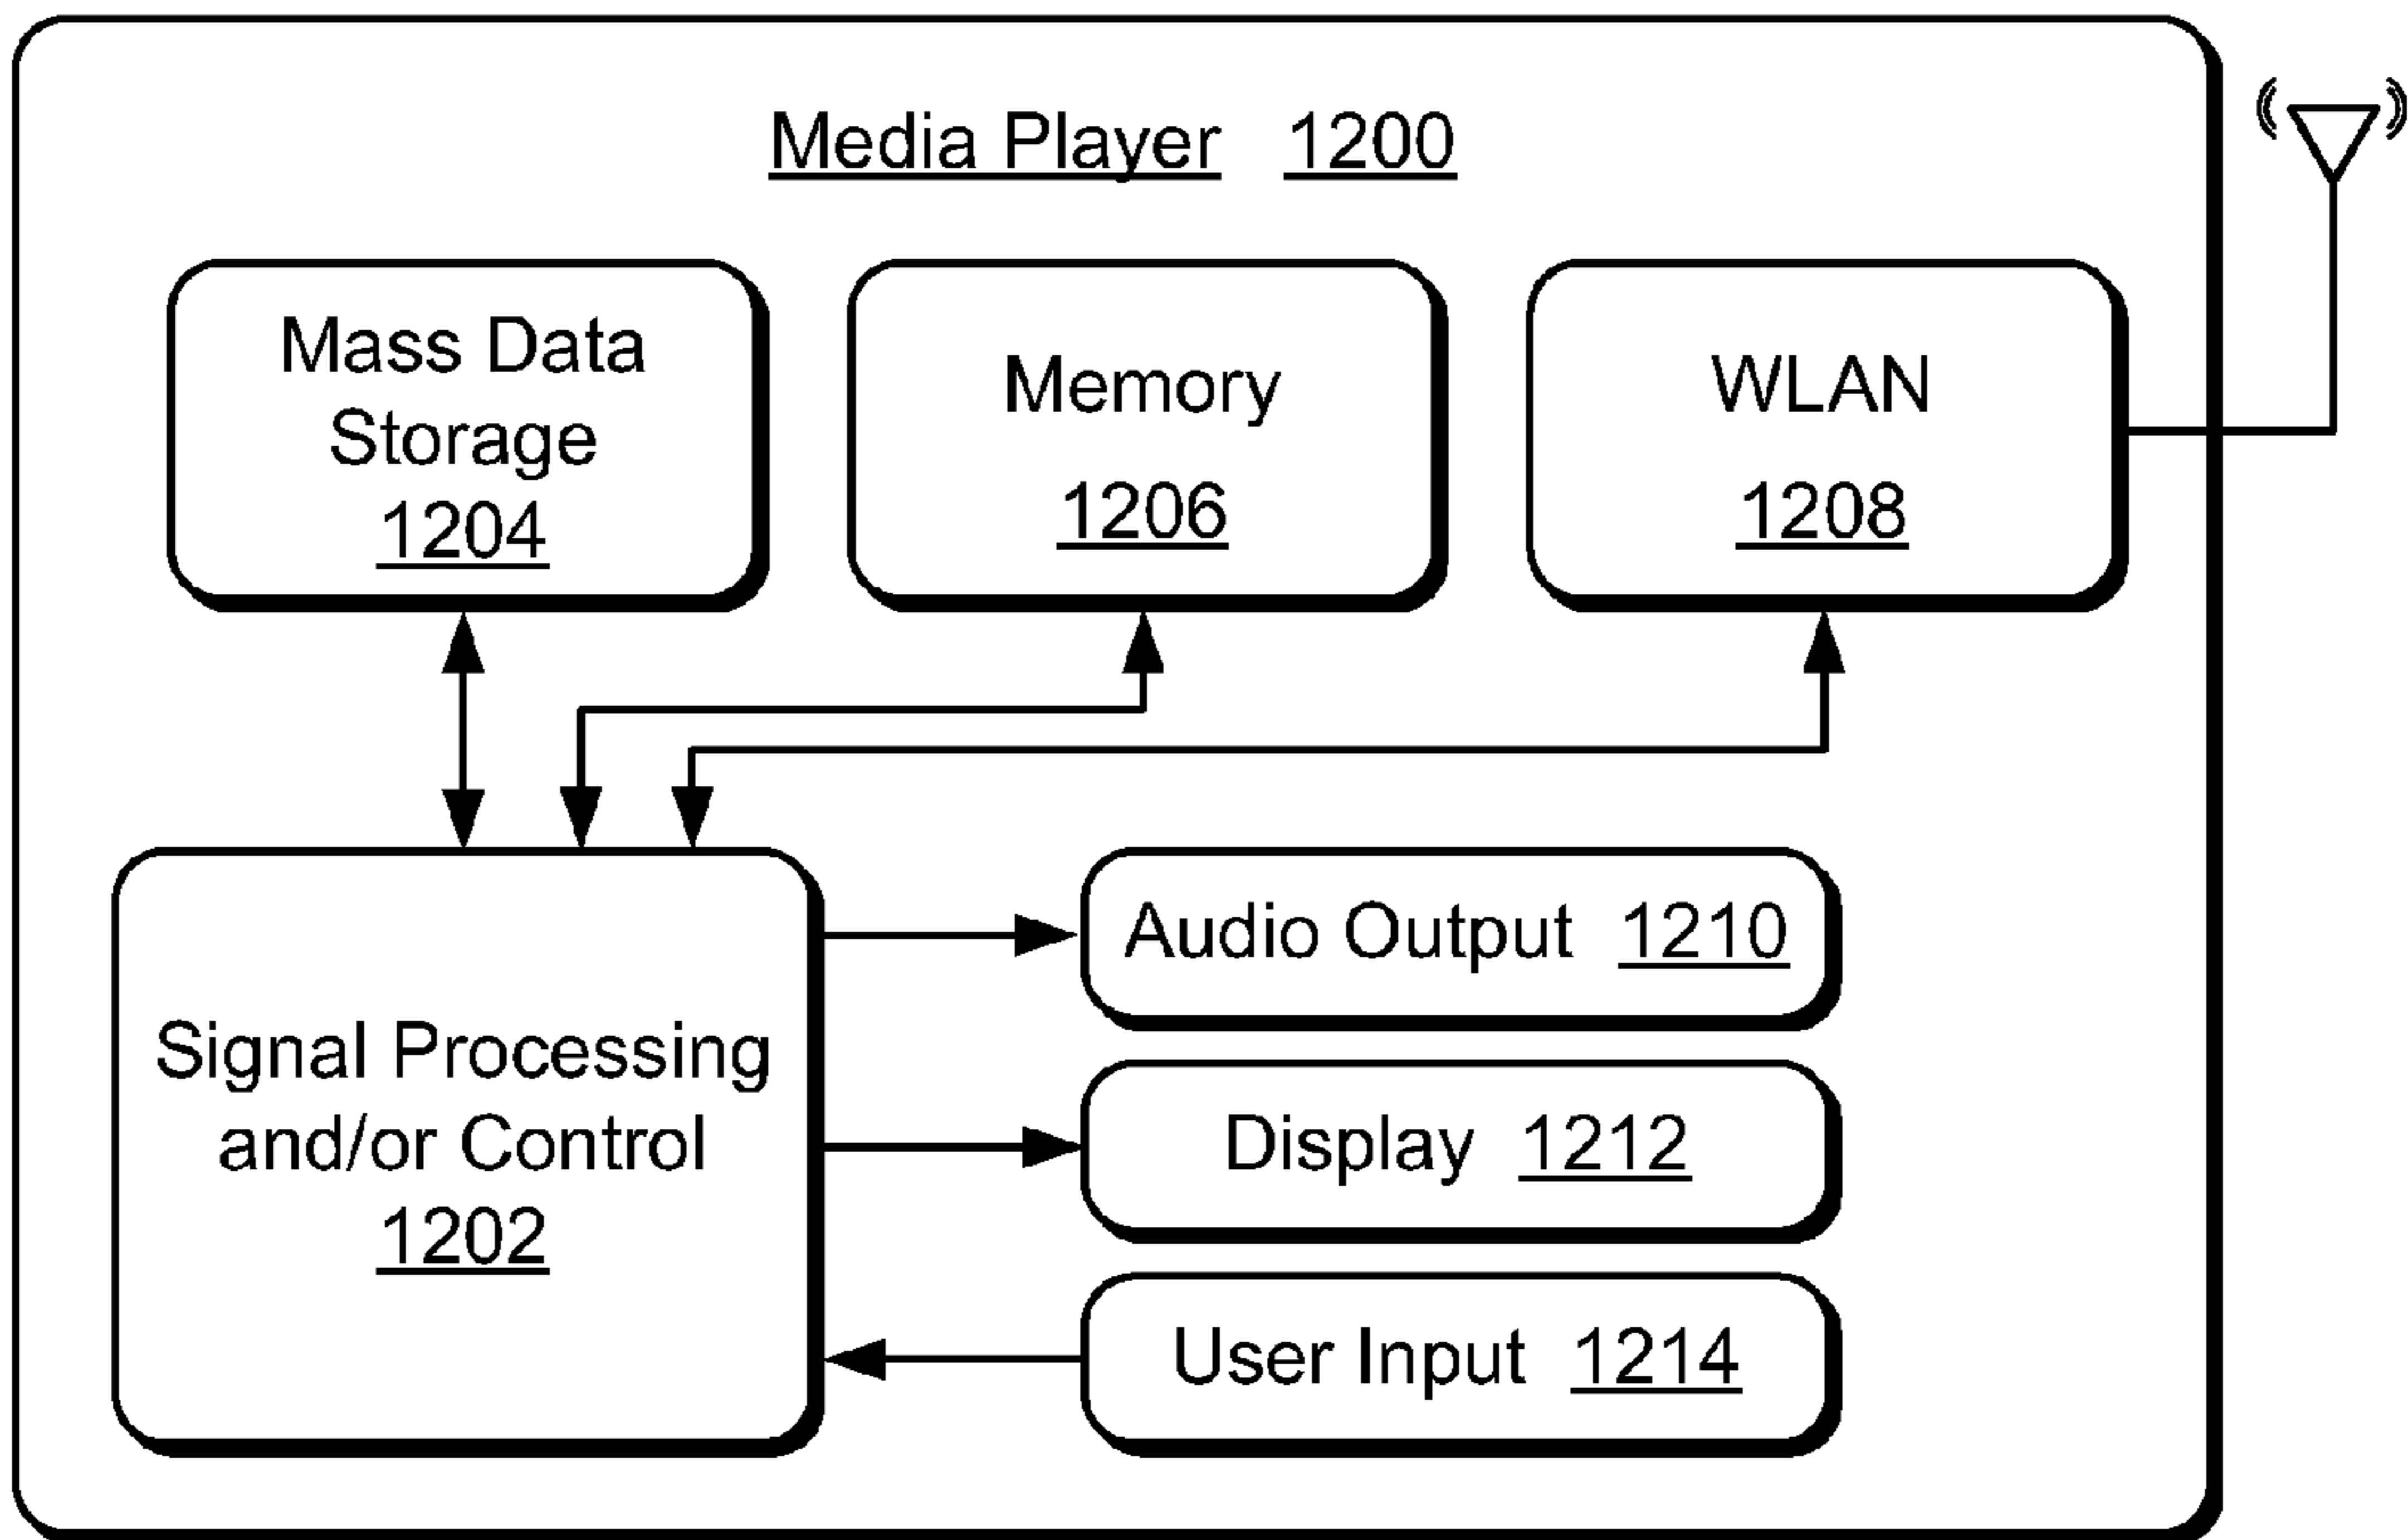 Media Player 1200
Mass Data
Storage
1204
Memory
1206
WLAN
1208
Signal Processing
and/or Control
1202
Audio Output 1210
Display 1212
User Input 1214